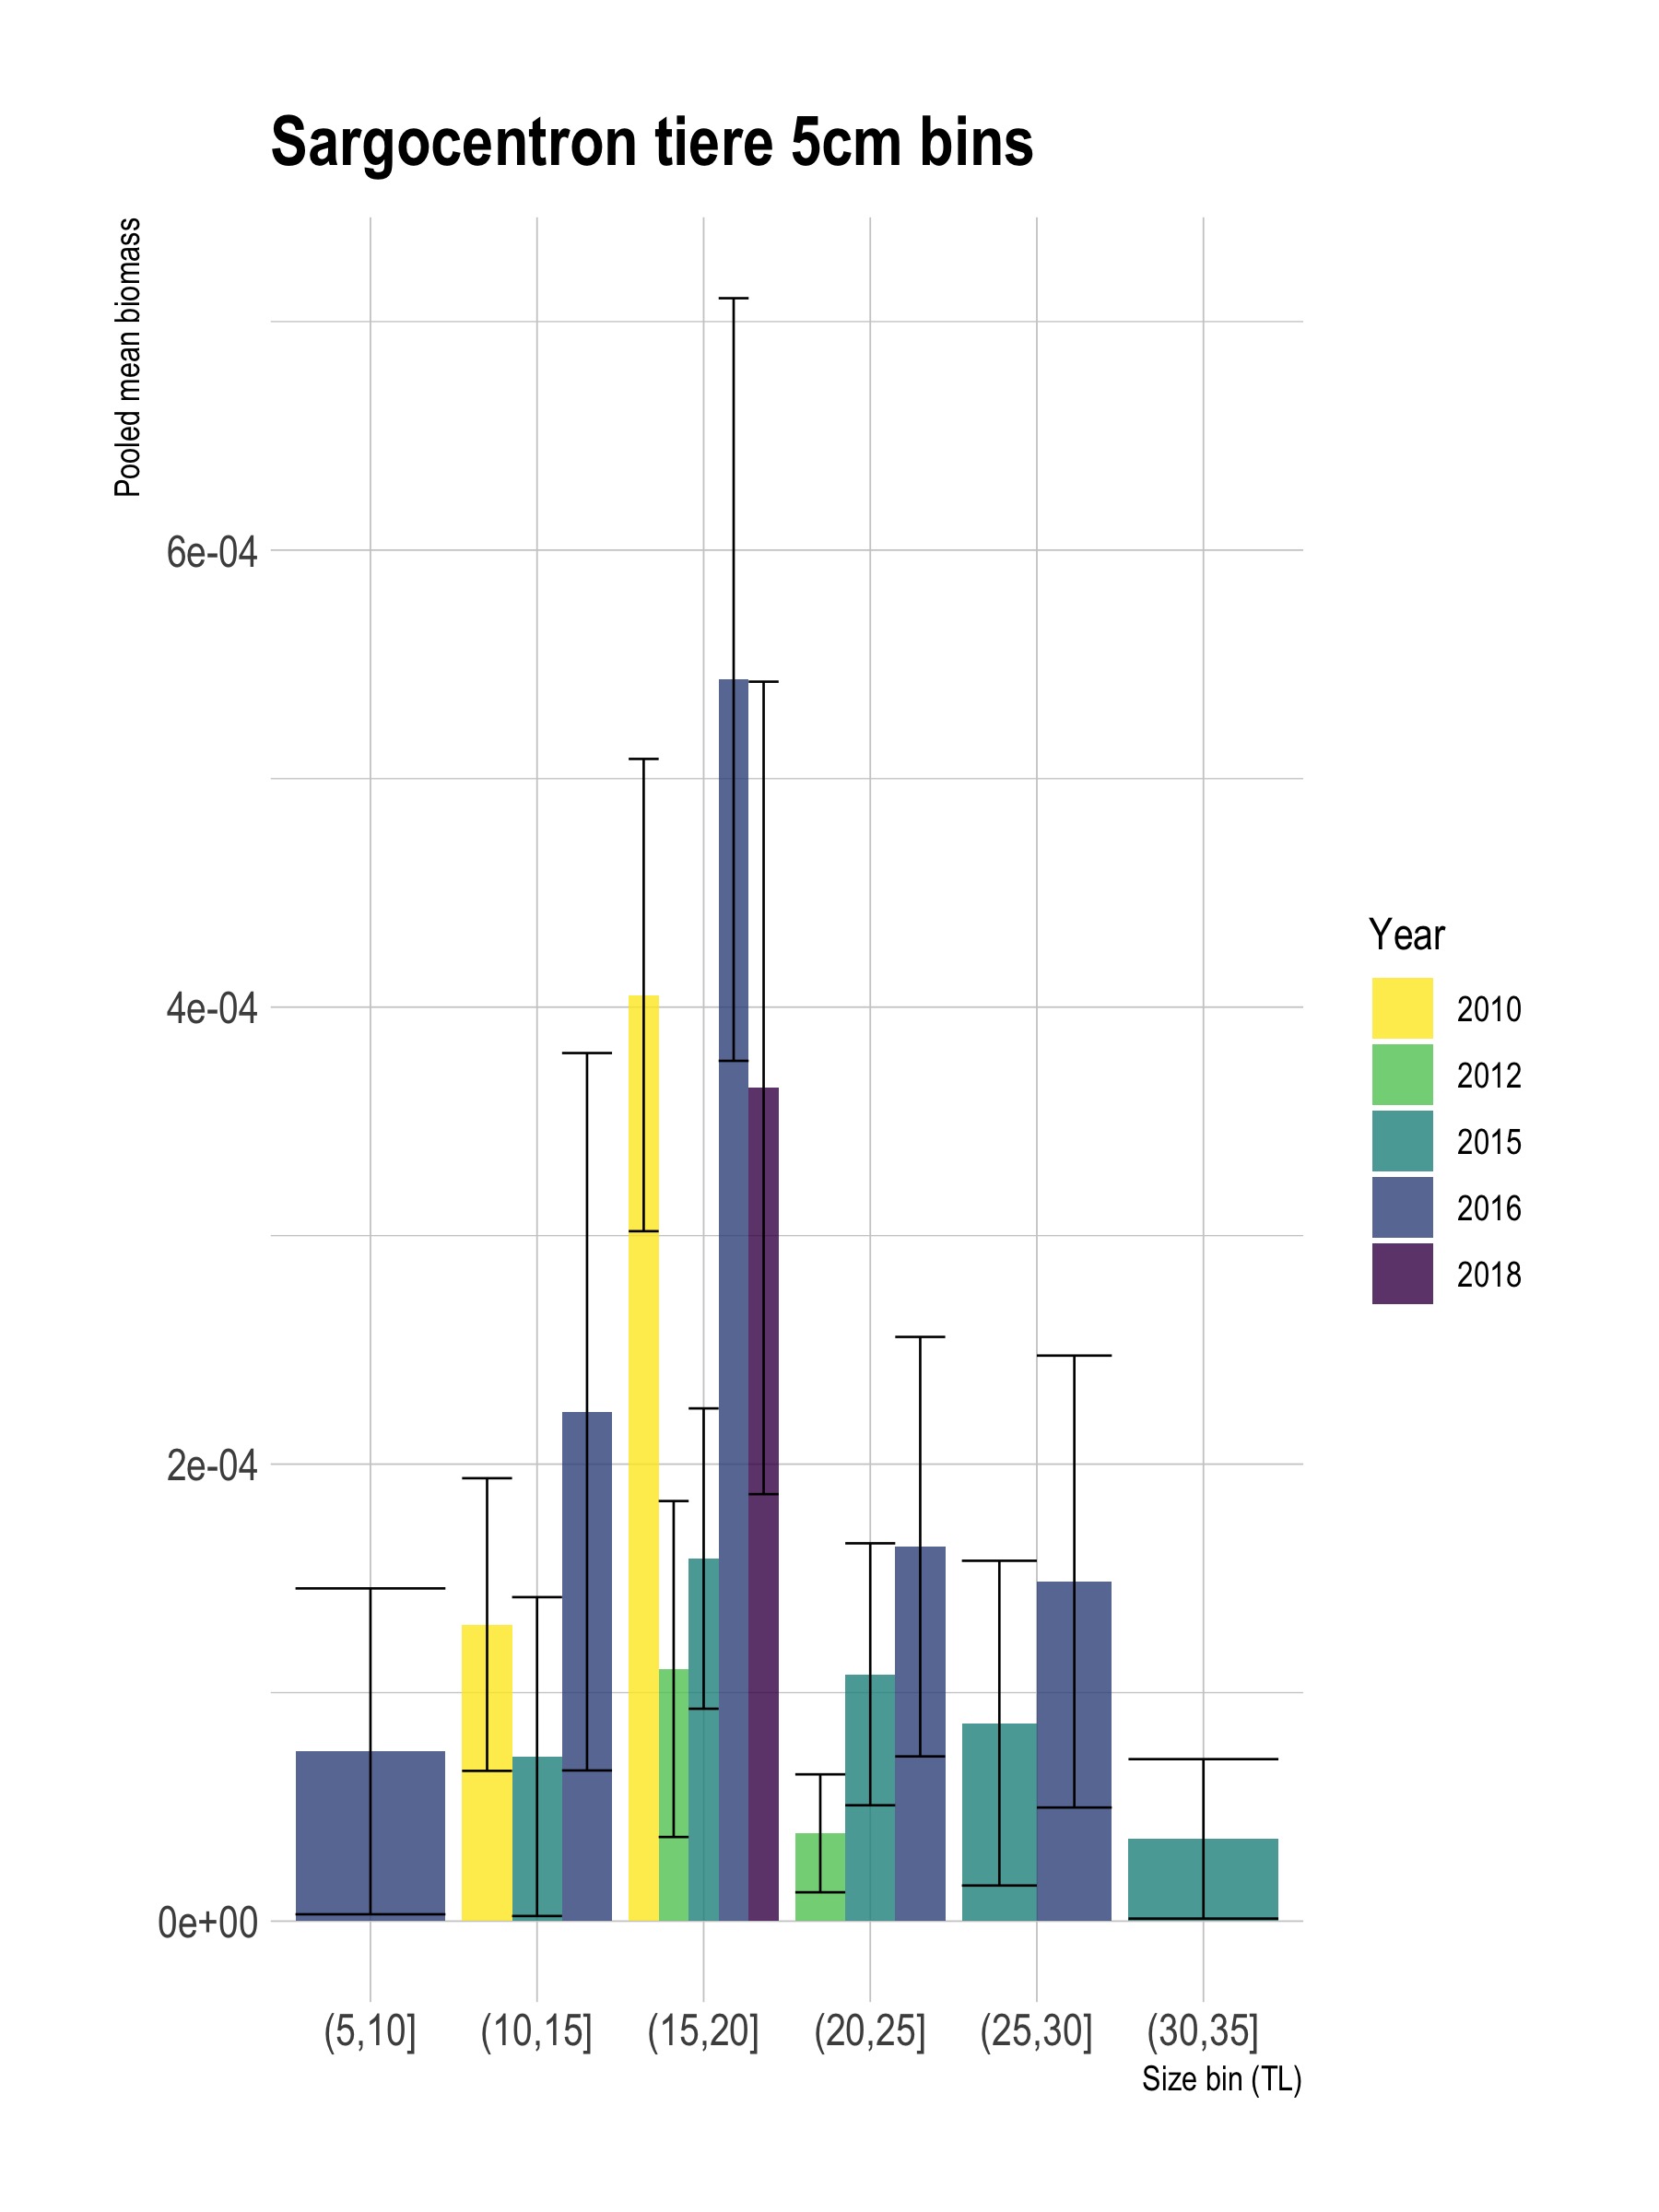 Sargocentron tiere 5cm bins
Pooled mean biomass
6e-04
4e-04
2e-04
0e+00
(5,10] (10,15] (15,20] (20,25] (25,30] (30,35]
Size bin (TL)
Year
2010
2012
2015
2016
2018